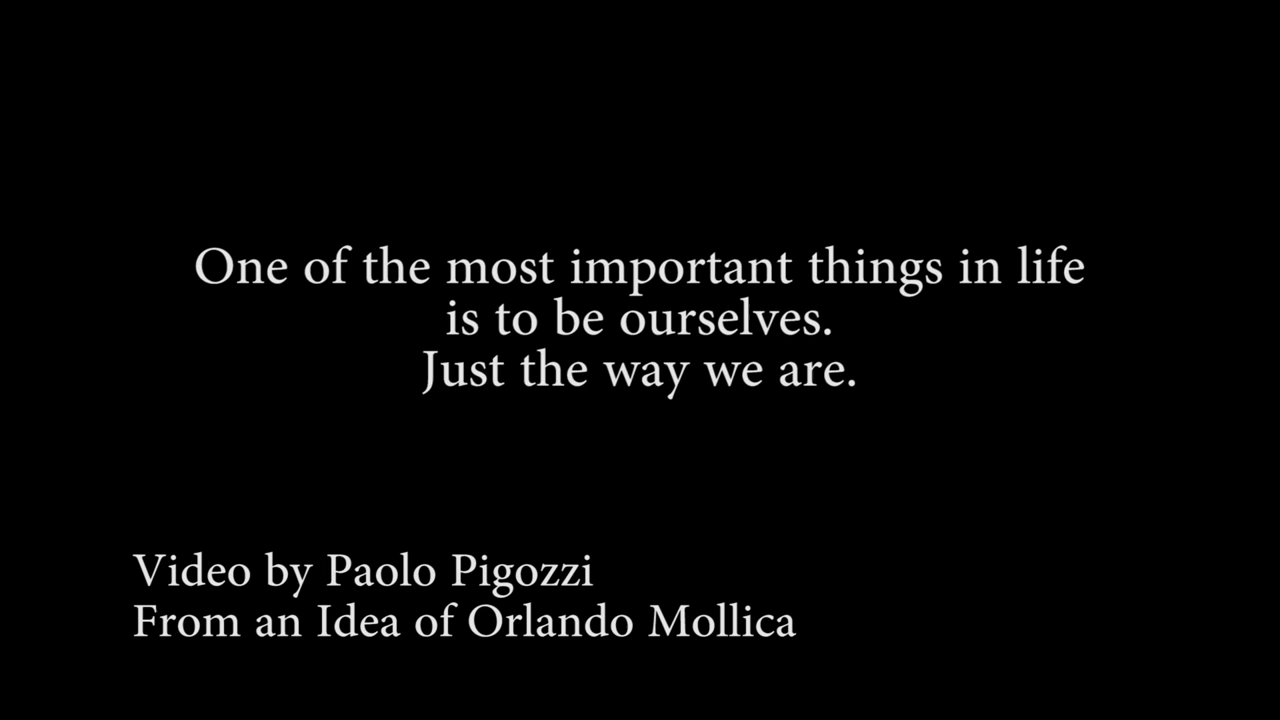 One of the most important things in life
is to be ourselves.
Just the way we are.
Video by Paolo Pigozzi
From an Idea of Orlando Mollica